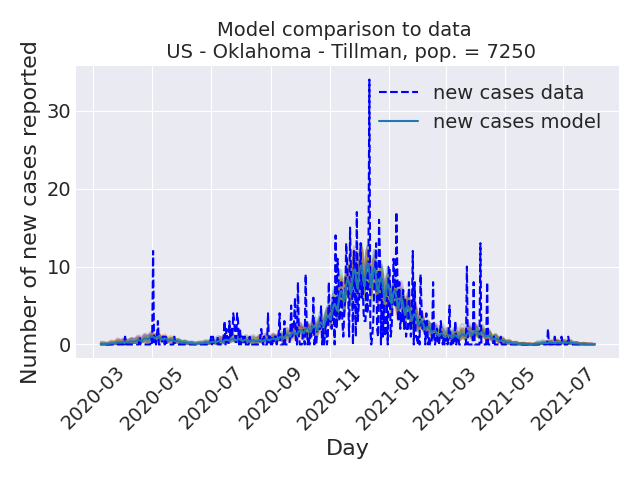 Model comparison to data
US - Oklahoma - Tillman, pop. = 7250
Number of new cases reported
30
20
10
0
new cases data
new cases model
2020-03
2020-05
2020-07
2020-09
2020-11
2021-01
2021-03
2021-05
2021-07
Day